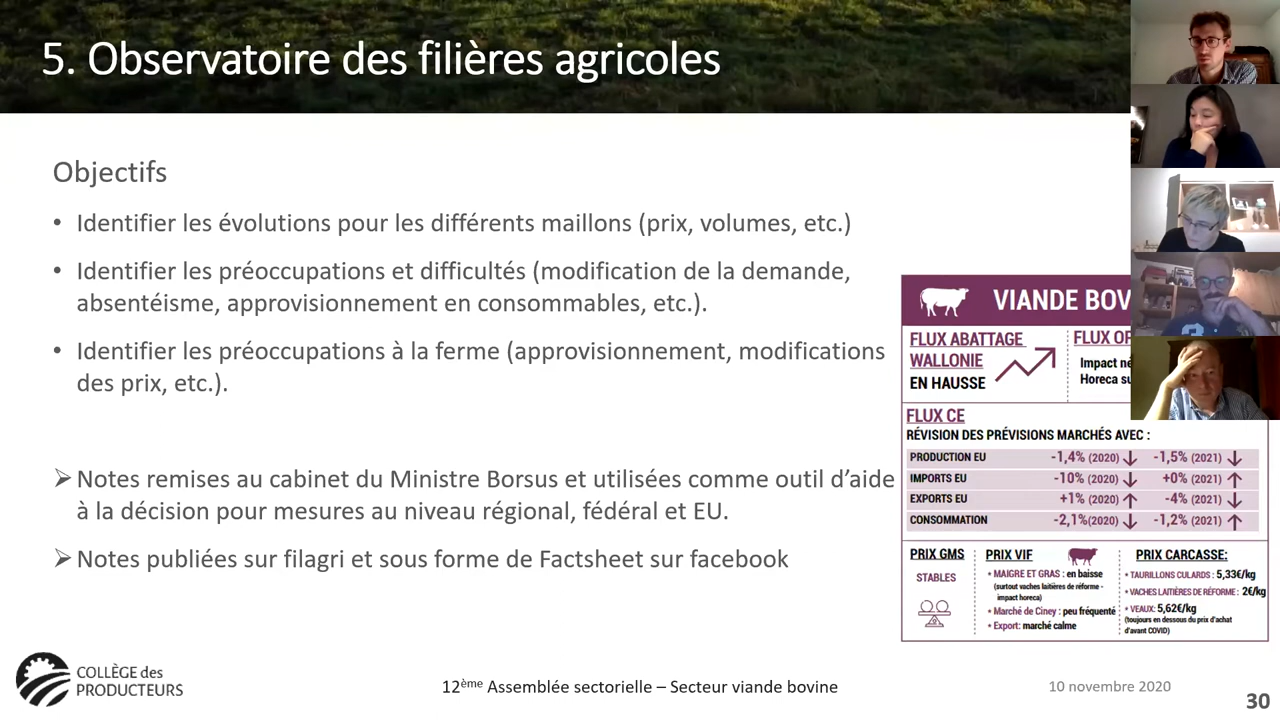 5. Observatoire des filières agricoles
Objectifs
• Identifier les évolutions pour les différents maillons (prix, volumes, etc.)
• Identifier les préoccupations et difficultés (modification de la demande,
absentéisme, approvisionnement en consommables, etc.).
• Identifier les préoccupations à la ferme (approvisionnement, modifications
des prix, etc.).
➢ Notes remises au cabinet du Ministre Borsus et utilisées comme outil d’aide
à la décision pour mesures au niveau régional, fédéral et EU.
➢ Notes publiées sur filagri et sous forme de Factsheet sur facebook
VIANDE BOV
FLUX ABATTAGE
WALLONIE
EN HAUSSE
FLUX OP
Impact né
Horeca su
FLUX CE
RÉVISION DES PRÉVISIONS MARCHÉS AVEC :
PRODUCTION EU -1,4% (2020) ↓ -1,5% (2021) ↓
IMPORTS EU -10% (2020) ↓ +0% (2021) ↑
EXPORTS EU +1% (2020) ↑ -4% (2021) ↓
CONSOMMATION -2,1%(2020) ↓ -1,2% (2021) ↑
PRIX GMS
STABLES
PRIX VIF
• MAIGRE ET GRAS : en baisse
(surtout vaches laitières de réforme -
impact horeca)
• Marché de Ciney : peu fréquenté
• Export: marché calme
PRIX CARCASSE:
• TAURILLONS CULARDS : 5,33€/kg
• VACHES LAITIÈRES DE RÉFORME : 2€/kg
• VEAUX: 5,62€/kg
(toujours en dessous du prix d'achat
d'avant COVID)
COLLÈGE des
PRODUCTEURS
12ème Assemblée sectorielle – Secteur viande bovine
10 novembre 2020
30